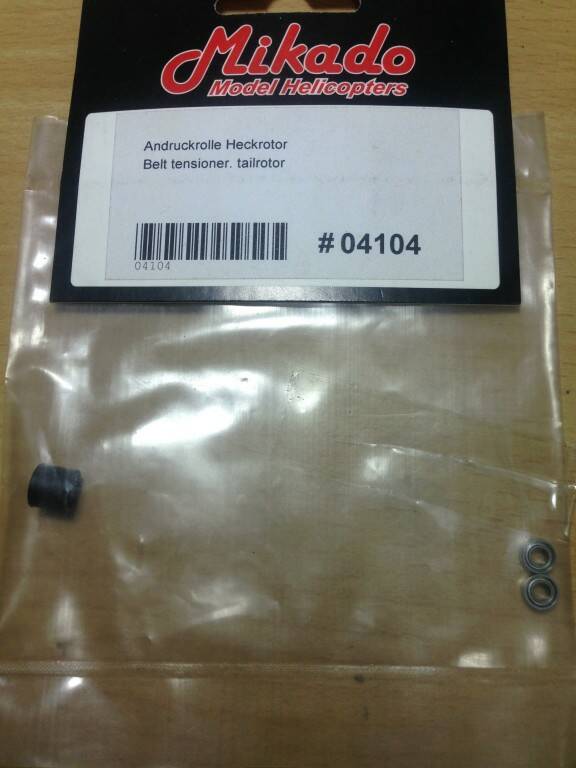 Mikado
Model Helicopters
Andruckrolle Heckrotor
Belt tensioner. tailrotor
04104
#04104